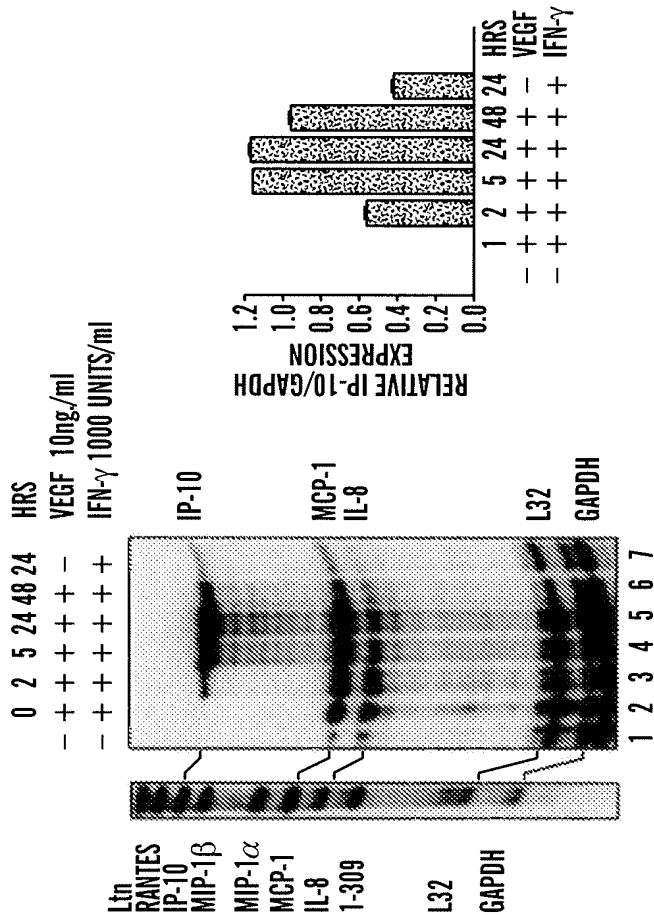 0 2 5 24 48 24 HRS
− + + + + + − VEGF 10ng./ml
− + + + + + + IFN-γ 1000 UNITS/ml
Ltn
RANTES
IP-10
MIP-1β
MIP-1α
MCP-1
IL-8
1-309
L32
GAPDH
IP-10
MCP-1
IL-8
L32
GAPDH
1 2 3 4 5 6 7
RELATIVE IP-10/GAPDH
EXPRESSION
1.2
1.0
0.8
0.6
0.4
0.2
0.0
1 2 5 24 48 24 HRS
− + + + + + − VEGF
− + + + + + + IFN-γ